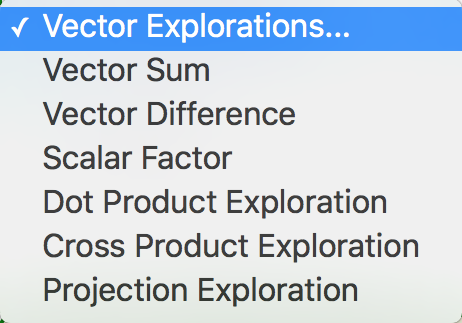 ✓ Vector Explorations...
Vector Sum
Vector Difference
Scalar Factor
Dot Product Exploration
Cross Product Exploration
Projection Exploration